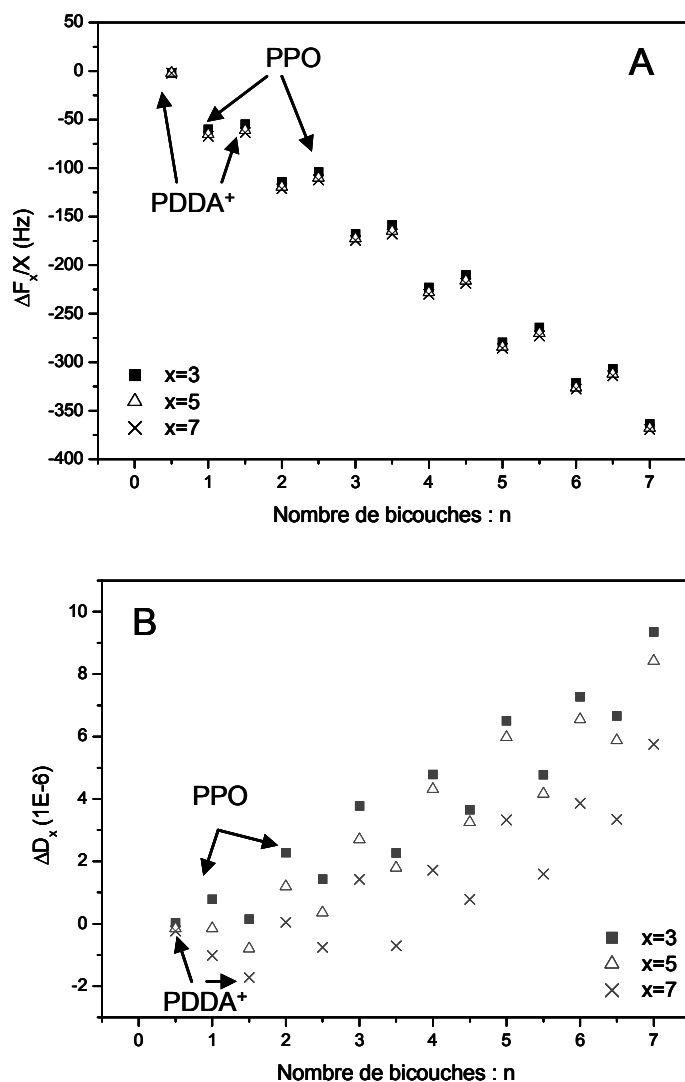 50
0
-50
-100
-150
-200
-250
-300
-350
-400
ΔFₓ/X (Hz)
A
PPO
PDDA⁺
x=3
x=5
x=7
0 1 2 3 4 5 6 7
Nombre de bicouches : n
10
8
6
4
2
0
-2
ΔDₓ (1E-6)
B
PPO
PDDA⁺
x=3
x=5
x=7
0 1 2 3 4 5 6 7
Nombre de bicouches : n